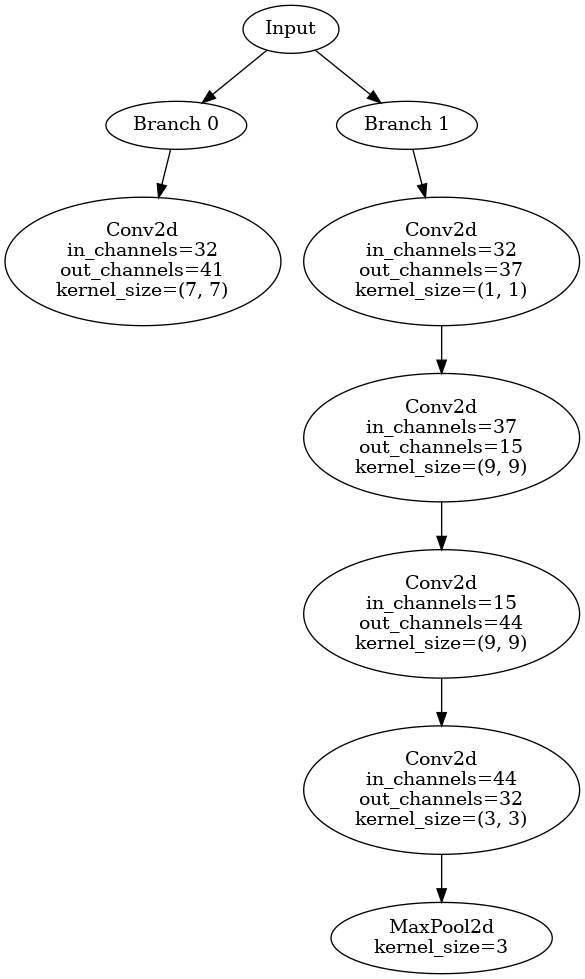 Input
Branch 0
Branch 1
Conv2d
in_channels=32
out_channels=41
kernel_size=(7, 7)
Conv2d
in_channels=32
out_channels=37
kernel_size=(1, 1)
Conv2d
in_channels=37
out_channels=15
kernel_size=(9, 9)
Conv2d
in_channels=15
out_channels=44
kernel_size=(9, 9)
Conv2d
in_channels=44
out_channels=32
kernel_size=(3, 3)
MaxPool2d
kernel_size=3